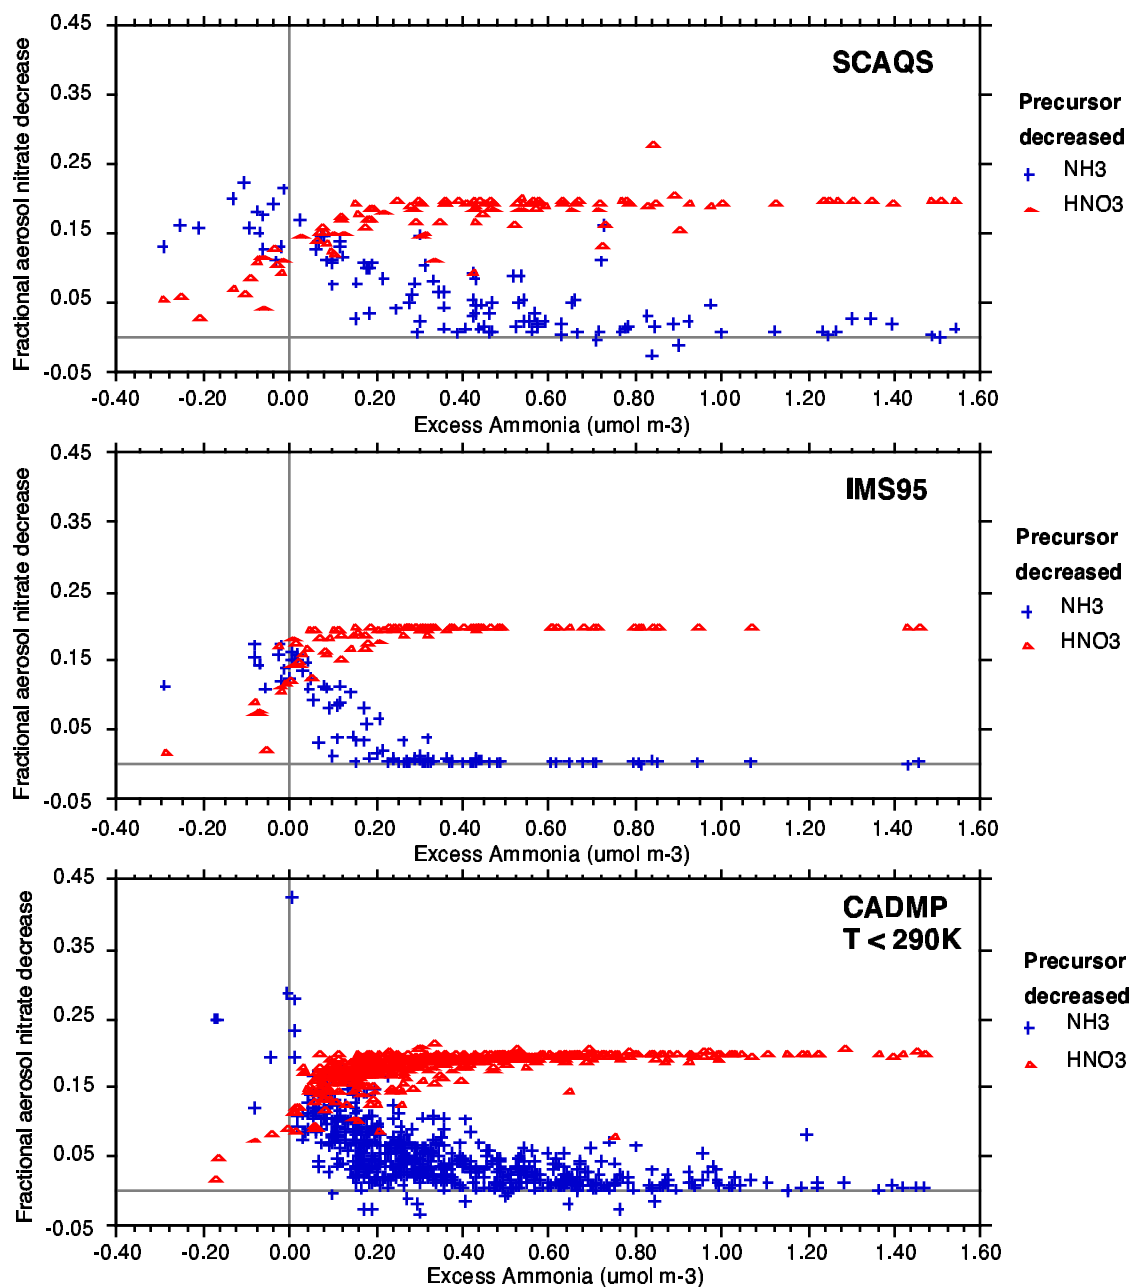 Fractional aerosol nitrate decrease
0.45
0.35
0.25
0.15
0.05
-0.05
SCAQS
Precursor
decreased
NH3
HNO3
-0.40 -0.20 0.00 0.20 0.40 0.60 0.80 1.00 1.20 1.40 1.60
Excess Ammonia (umol m-3)
Fractional aerosol nitrate decrease
0.45
0.35
0.25
0.15
0.05
-0.05
IMS95
Precursor
decreased
NH3
HNO3
-0.40 -0.20 0.00 0.20 0.40 0.60 0.80 1.00 1.20 1.40 1.60
Excess Ammonia (umol m-3)
Fractional aerosol nitrate decrease
0.45
0.35
0.25
0.15
0.05
-0.05
CADMP
T < 290K
Precursor
decreased
NH3
HNO3
-0.40 -0.20 0.00 0.20 0.40 0.60 0.80 1.00 1.20 1.40 1.60
Excess Ammonia (umol m-3)